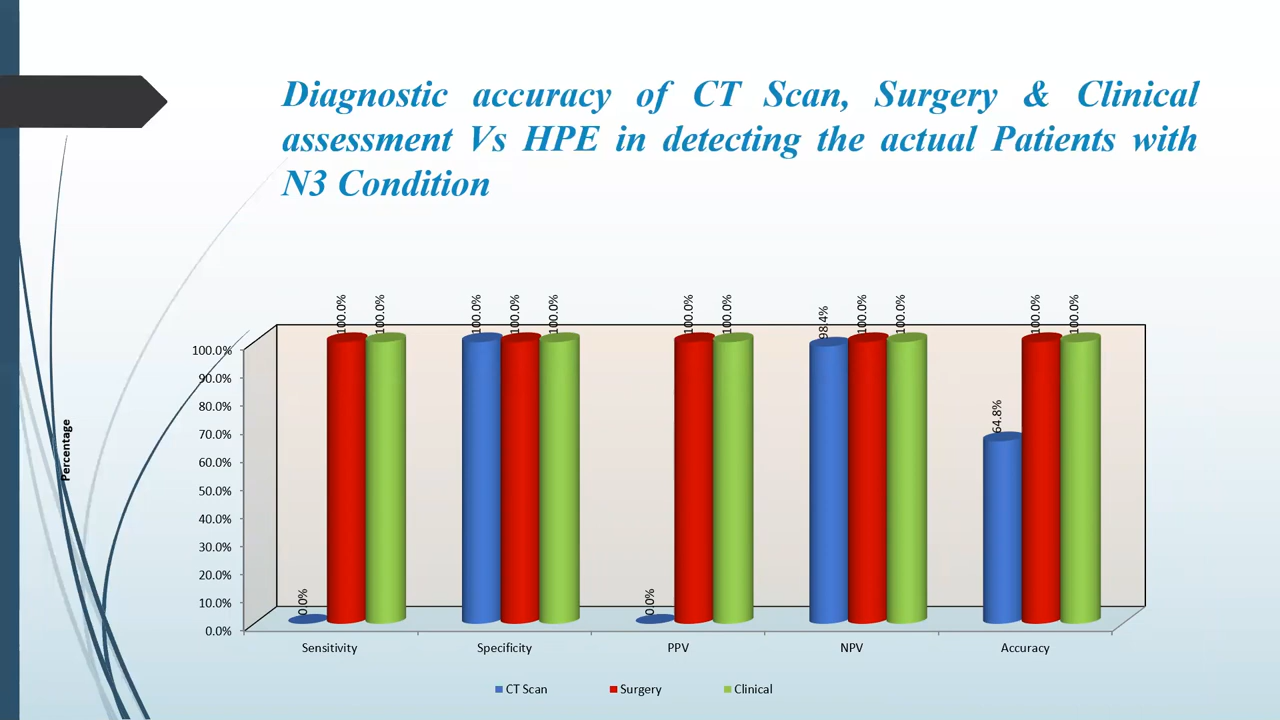 Diagnostic accuracy of CT Scan, Surgery & Clinical
assessment Vs HPE in detecting the actual Patients with
N3 Condition
100.0% 100.0% 100.0% 100.0% 100.0% 100.0% 100.0% 98.4% 100.0% 100.0% 100.0% 100.0%
100.0%
90.0%
80.0%
70.0%
60.0%
50.0%
40.0%
30.0%
20.0%
10.0%
0.0%
Percentage
64.8%
0.0% 0.0%
Sensitivity Specificity PPV NPV Accuracy
CT Scan Surgery Clinical